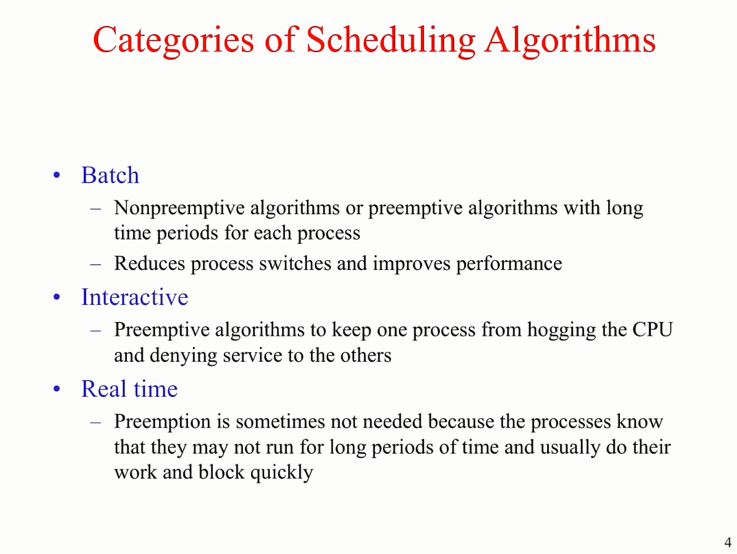 Categories of Scheduling Algorithms
• Batch
– Nonpreemptive algorithms or preemptive algorithms with long
time periods for each process
– Reduces process switches and improves performance
• Interactive
– Preemptive algorithms to keep one process from hogging the CPU
and denying service to the others
• Real time
– Preemption is sometimes not needed because the processes know
that they may not run for long periods of time and usually do their
work and block quickly
4